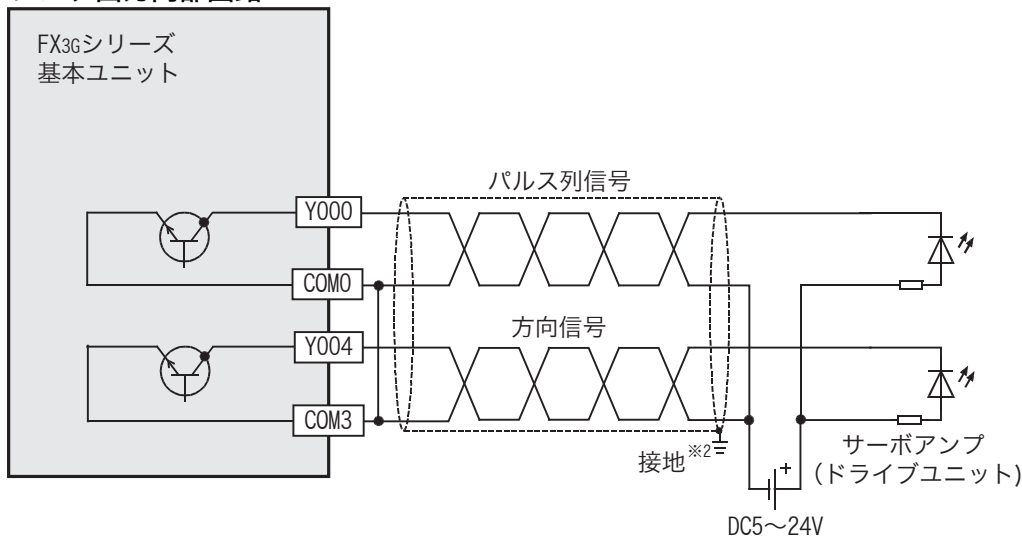 FX3Gシリーズ
基本ユニット
パルス列信号
Y000
COM0
方向信号
Y004
COM3
接地※2
サーボアンプ
(ドライブユニット)
+
DC5～24V